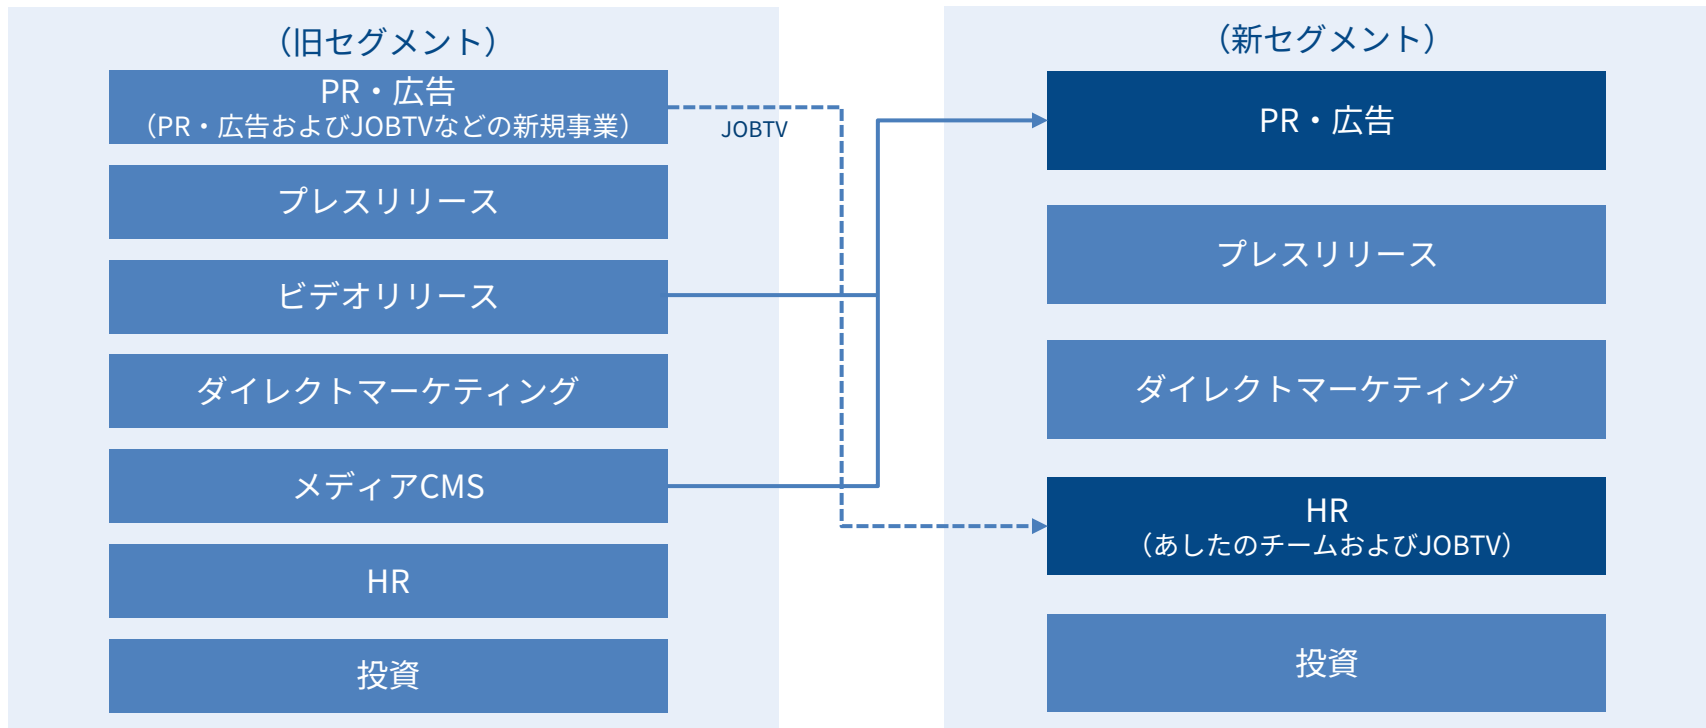 （旧セグメント）
PR・広告
（PR・広告およびJOBTVなどの新規事業）
プレスリリース
ビデオリリース
ダイレクトマーケティング
メディアCMS
HR
投資
JOBTV
（新セグメント）
PR・広告
プレスリリース
ダイレクトマーケティング
HR
（あしたのチームおよびJOBTV）
投資